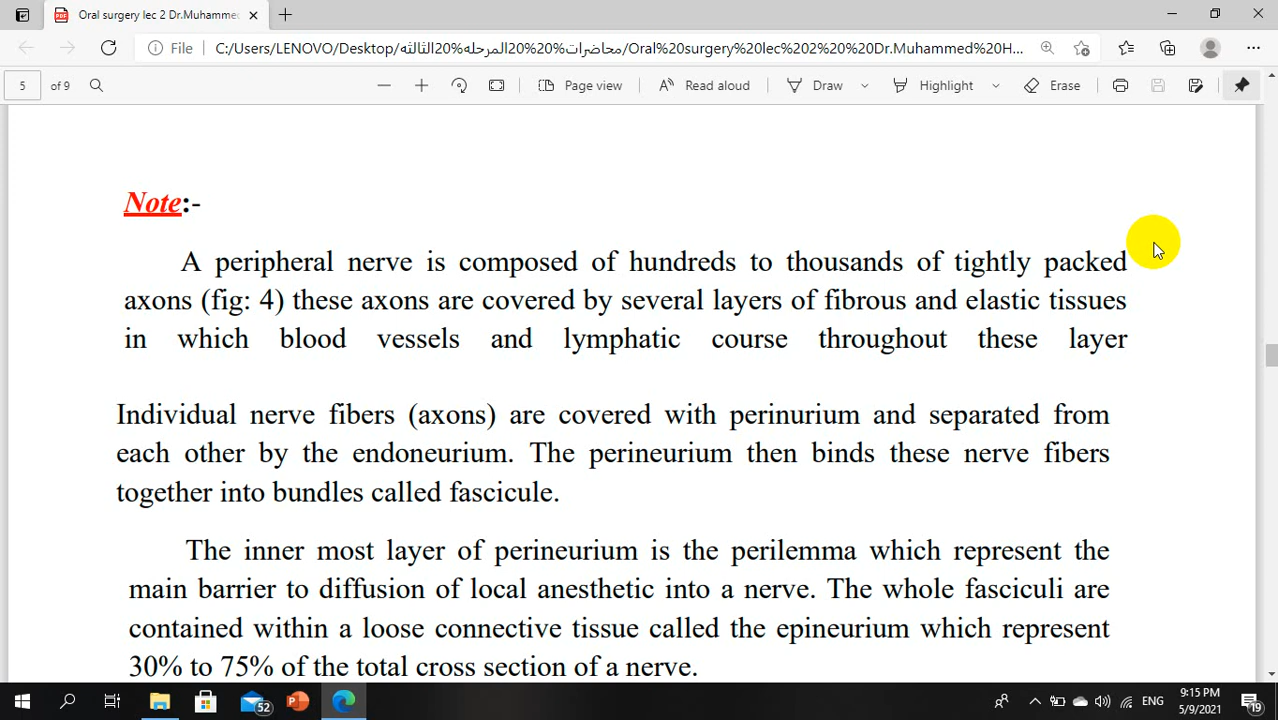 Oral surgery lec 2 Dr.Muhammed
File C:/Users/LENOVO/Desktop/محاضرات%20%20المرحله%20الثالثه/Oral%20surgery%20lec%202%20%20Dr.Muhammed%20H...
5 of 9 Page view Read aloud Draw Highlight Erase
Note:-
A peripheral nerve is composed of hundreds to thousands of tightly packed
axons (fig: 4) these axons are covered by several layers of fibrous and elastic tissues
in which blood vessels and lymphatic course throughout these layer
Individual nerve fibers (axons) are covered with perinurium and separated from
each other by the endoneurium. The perineurium then binds these nerve fibers
together into bundles called fascicule.
The inner most layer of perineurium is the perilemma which represent the
main barrier to diffusion of local anesthetic into a nerve. The whole fasciculi are
contained within a loose connective tissue called the epineurium which represent
30% to 75% of the total cross section of a nerve.
52 ENG 9:15 PM
5/9/2021 19